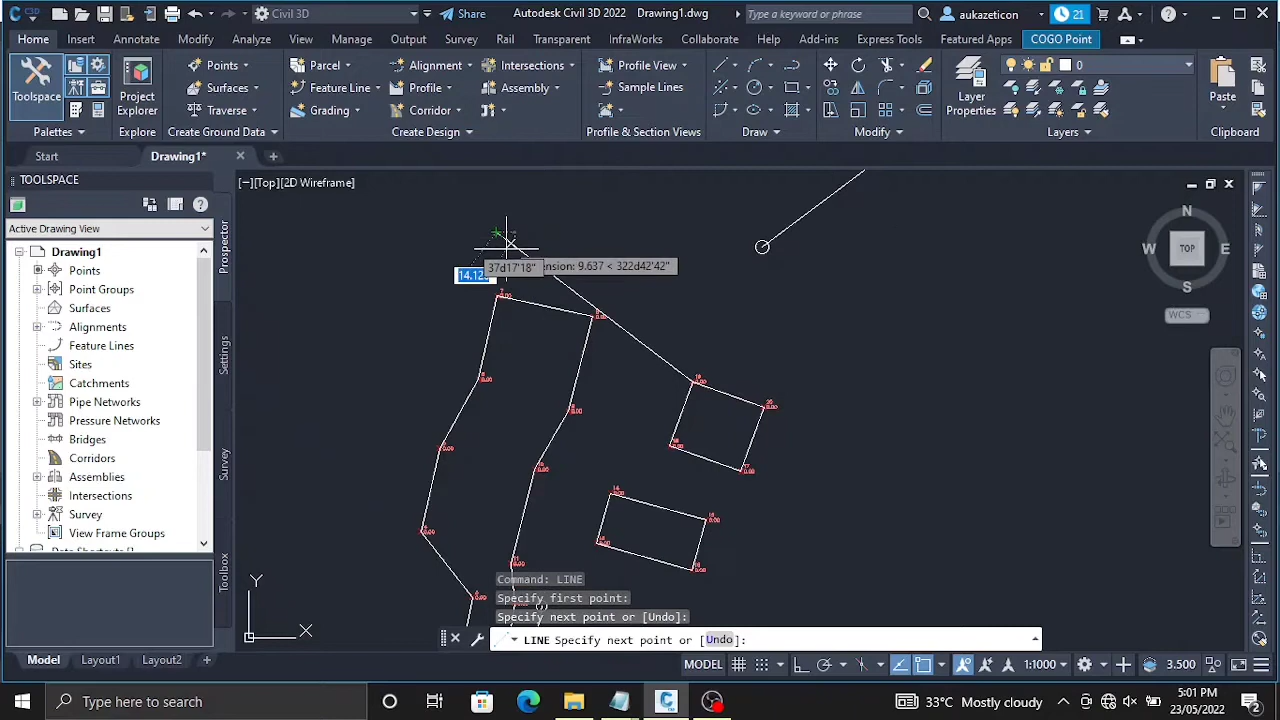 Civil 3D
Share
Autodesk Civil 3D 2022 Drawing1.dwg
Type a keyword or phrase
aukazeticon
21
Home Insert Annotate Modify Analyze View Manage Output Survey Rail Transparent InfraWorks Collaborate Help Add-ins Express Tools Featured Apps COGO Point
Points Parcel Alignment Intersections Profile View 0
Surfaces Feature Line Profile Assembly Sample Lines
Traverse Grading Corridor
Toolspace Project Explorer Layer Properties Paste
Palettes Explore Create Ground Data Create Design Profile & Section Views Draw Modify Layers Clipboard
Start Drawing1*
TOOLSPACE
[−][Top][2D Wireframe]
Active Drawing View
Drawing1
Points
Point Groups
Surfaces
Alignments
Feature Lines
Sites
Catchments
Pipe Networks
Pressure Networks
Bridges
Corridors
Assemblies
Intersections
Survey
View Frame Groups
Prospector
Settings
Survey
Toolbox
37d17'18"
ension: 9.637 < 322d42'42"
N
W TOP E
S
WCS
Y
X
Command: LINE
Specify first point:
Specify next point or [Undo]:
LINE Specify next point or [Undo]:
Model Layout1 Layout2
MODEL 1:1000 3.500
Type here to search
33°C Mostly cloudy
5:01 PM
23/05/2022
2